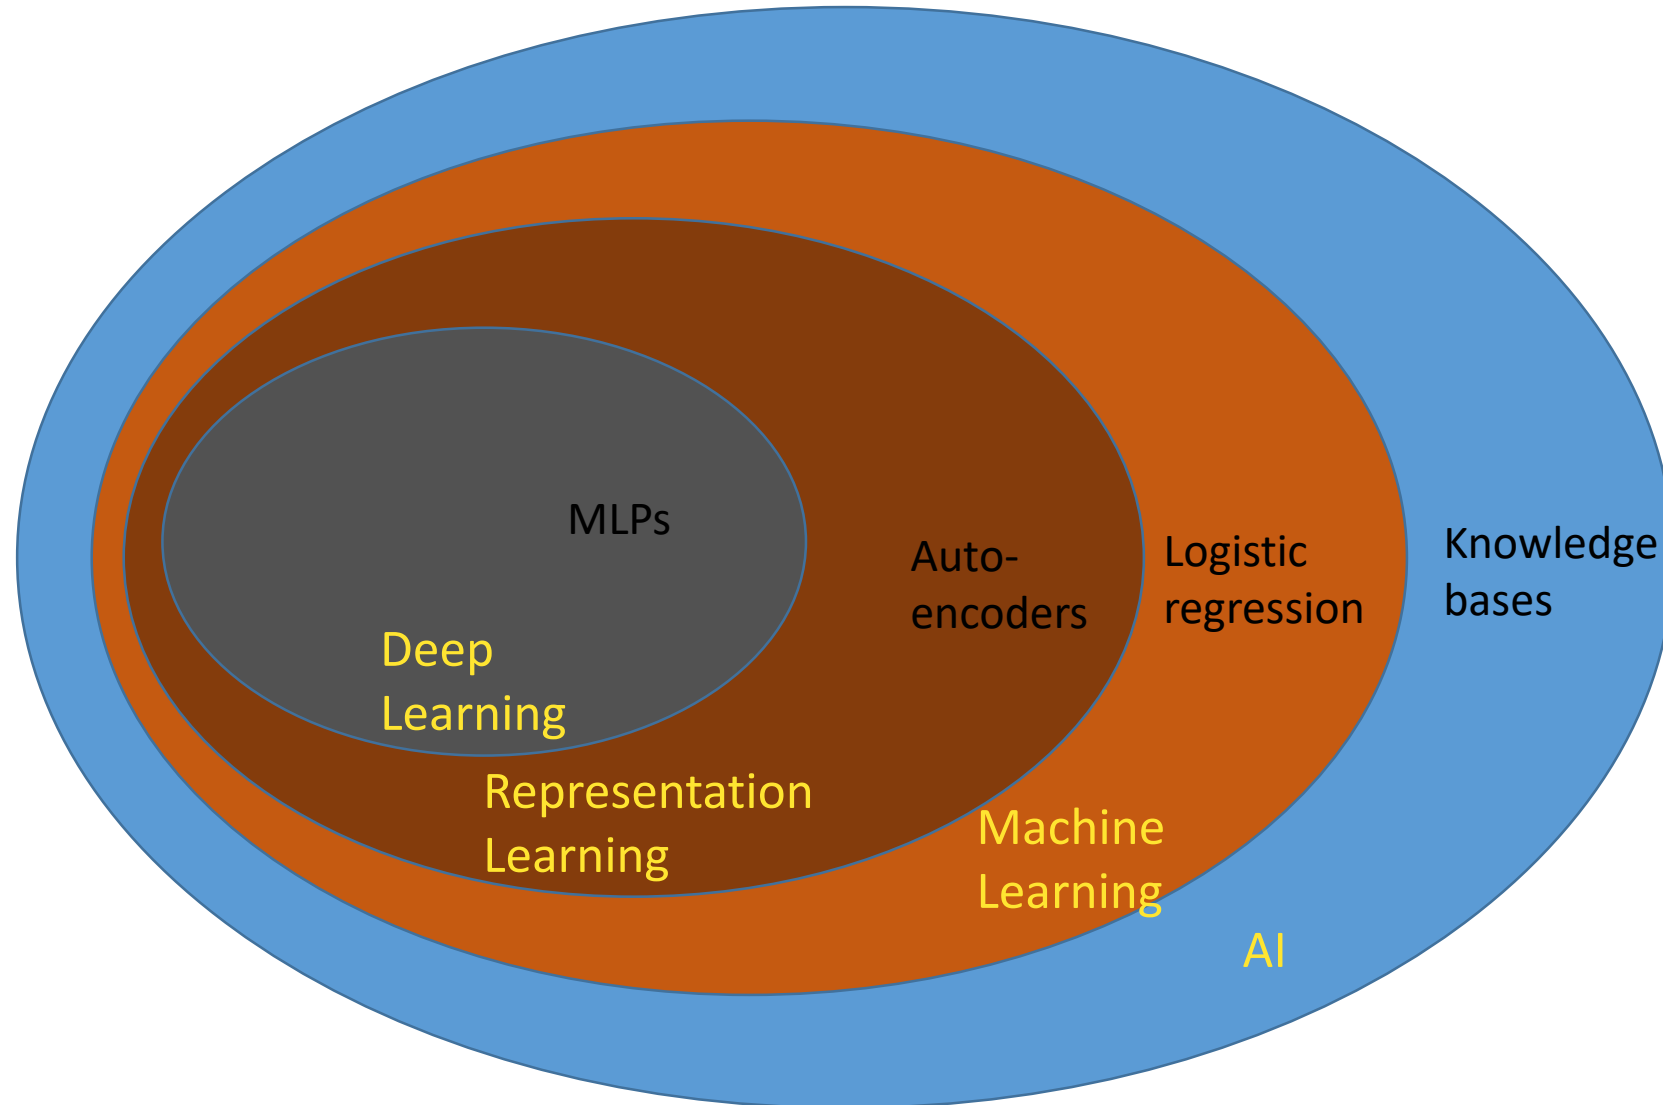 MLPs
Deep
Learning
Auto-
encoders
Representation
Learning
Logistic
regression
Machine
Learning
Knowledge
bases
AI